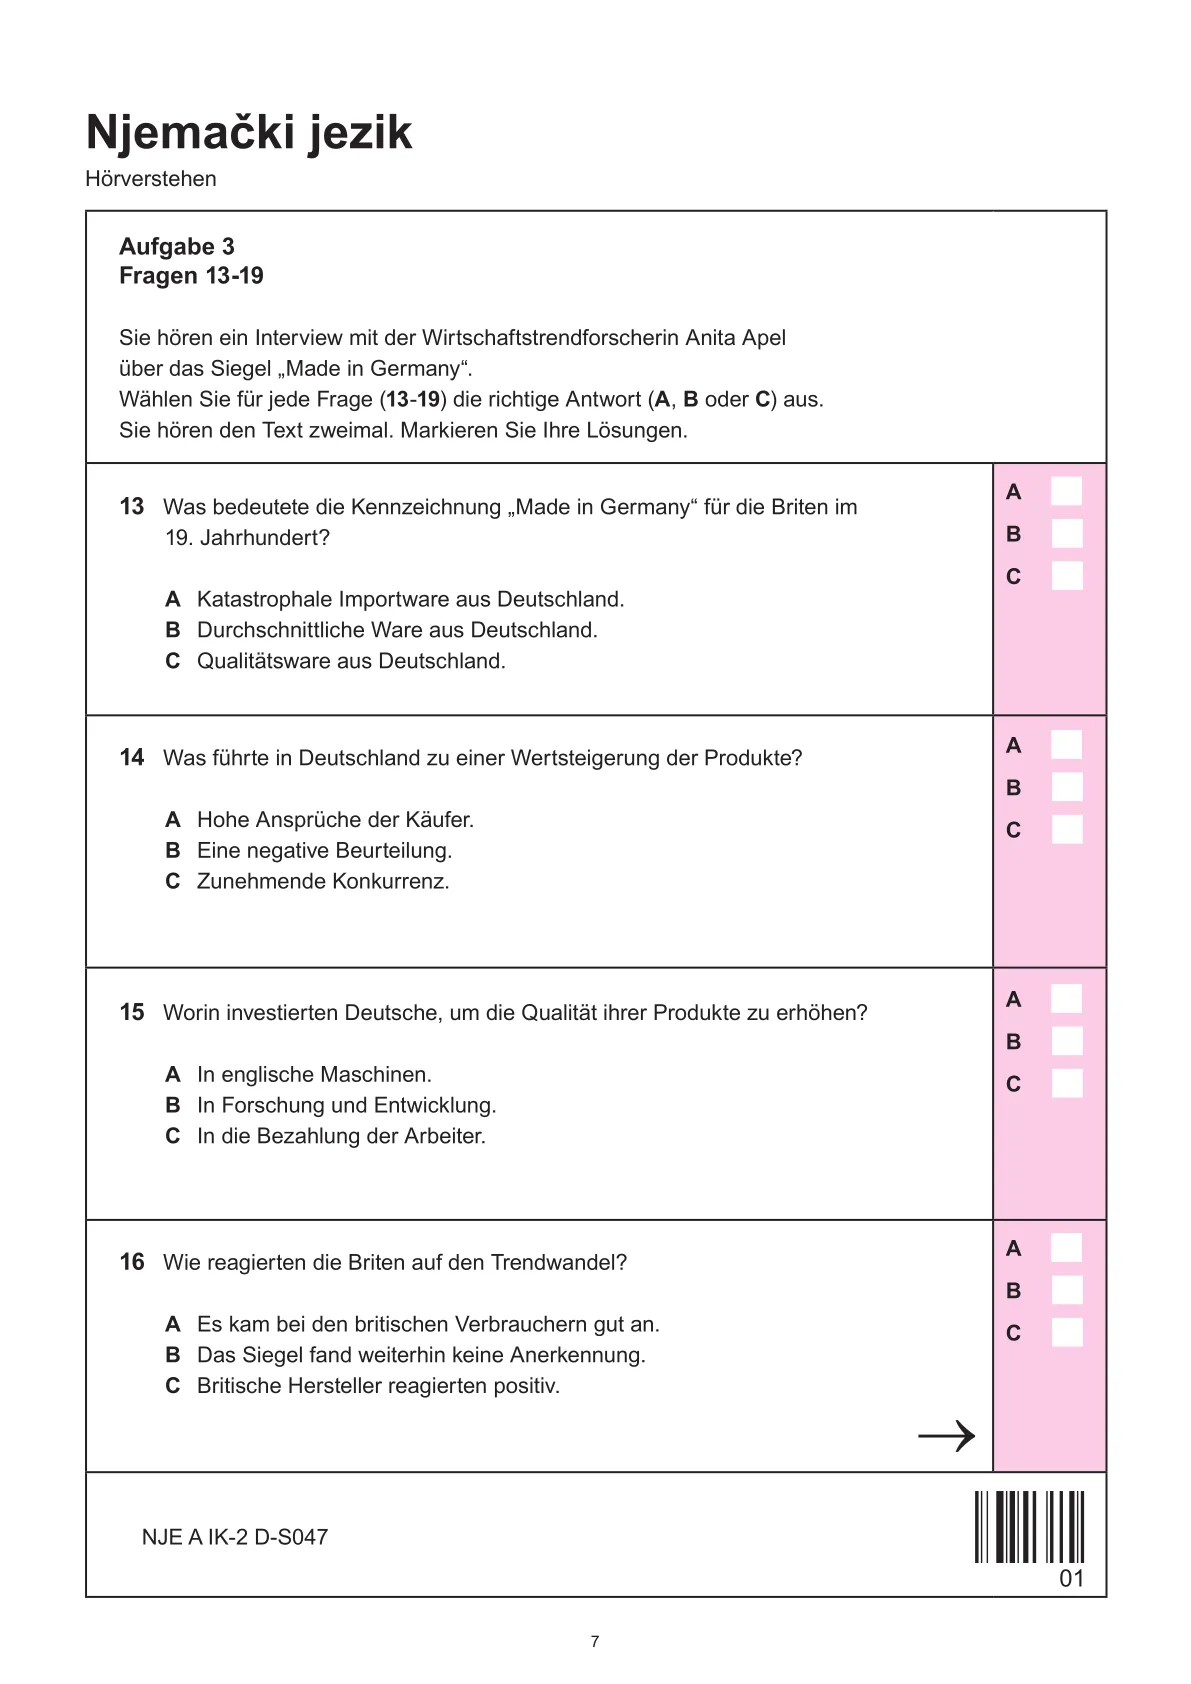 Njemački jezik
Hörverstehen
Aufgabe 3
Fragen 13-19
Sie hören ein Interview mit der Wirtschaftstrendforscherin Anita Apel
über das Siegel „Made in Germany“.
Wählen Sie für jede Frage (13-19) die richtige Antwort (A, B oder C) aus.
Sie hören den Text zweimal. Markieren Sie Ihre Lösungen.
13 Was bedeutete die Kennzeichnung „Made in Germany“ für die Briten im
19. Jahrhundert?
A Katastrophale Importware aus Deutschland.
B Durchschnittliche Ware aus Deutschland.
C Qualitätsware aus Deutschland.
A
B
C
14 Was führte in Deutschland zu einer Wertsteigerung der Produkte?
A Hohe Ansprüche der Käufer.
B Eine negative Beurteilung.
C Zunehmende Konkurrenz.
A
B
C
15 Worin investierten Deutsche, um die Qualität ihrer Produkte zu erhöhen?
A In englische Maschinen.
B In Forschung und Entwicklung.
C In die Bezahlung der Arbeiter.
A
B
C
16 Wie reagierten die Briten auf den Trendwandel?
A Es kam bei den britischen Verbrauchern gut an.
B Das Siegel fand weiterhin keine Anerkennung.
C Britische Hersteller reagierten positiv.
A
B
C
NJE A IK-2 D-S047
01
7